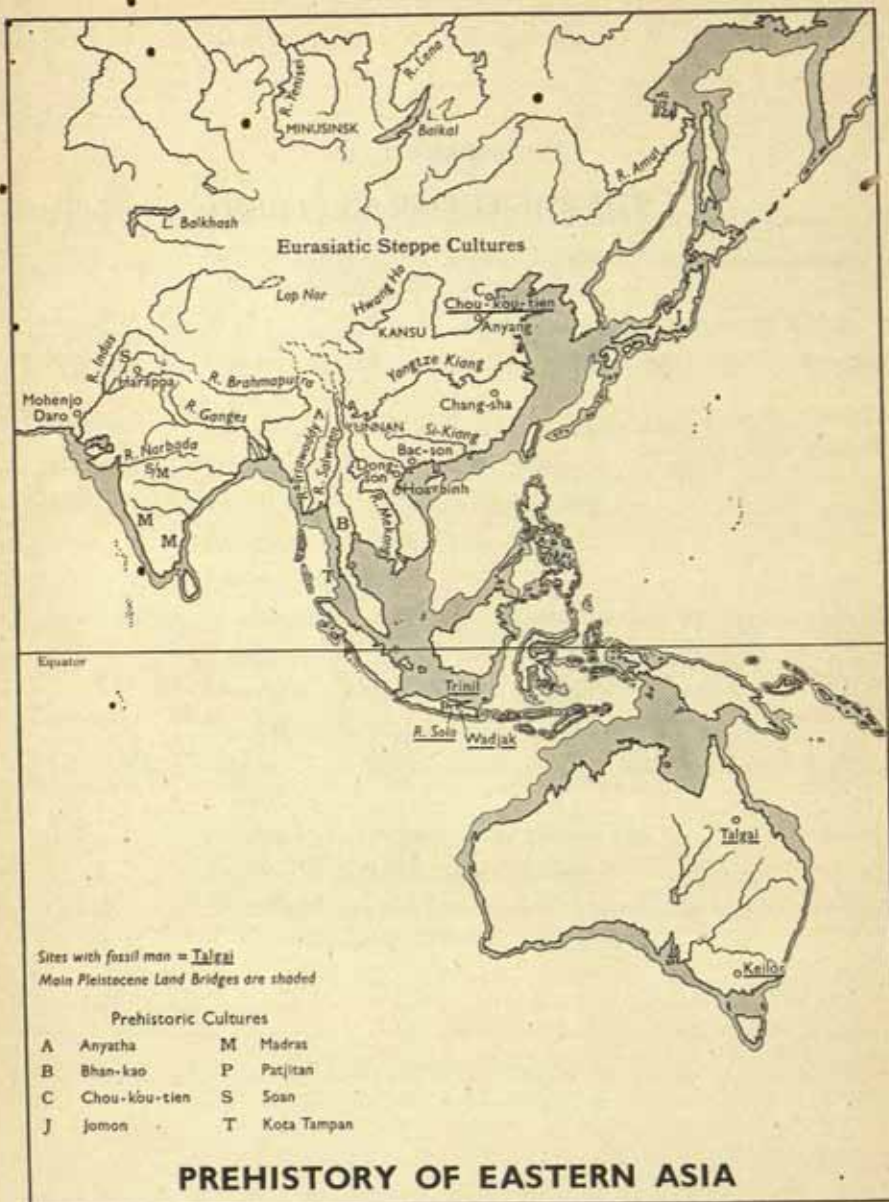 R. Yenisei
R. Lena
MINUSINSK
L. Baikal
R. Amur
L. Balkhash
Eurasiatic Steppe Cultures
Lop Nor
Hwang Ho
C
Chou-kou-tien
KANSU
Anyang
J
R. Indus
S
Harappa
R. Brahmaputra
Yangtze Kiang
Mohenjo
Daro
R. Ganges
Chang-sha
A
YUNNAN
Si-Kiang
R. Narbada
S/M
R. Irrawaddy
R. Salween
Bac-son
Dong-
son
Hoa-binh
R. Mekong
M
M
B
T
Equator
Trinil
P
R. Solo
Wadjak
Talgai
Keilor
Sites with fossil man = Talgai
Main Pleistocene Land Bridges are shaded
Prehistoric Cultures
A Anyatha M Madras
B Bhan-kao P Patjitan
C Chou-kou-tien S Soan
J Jomon T Kota Tampan
PREHISTORY OF EASTERN ASIA